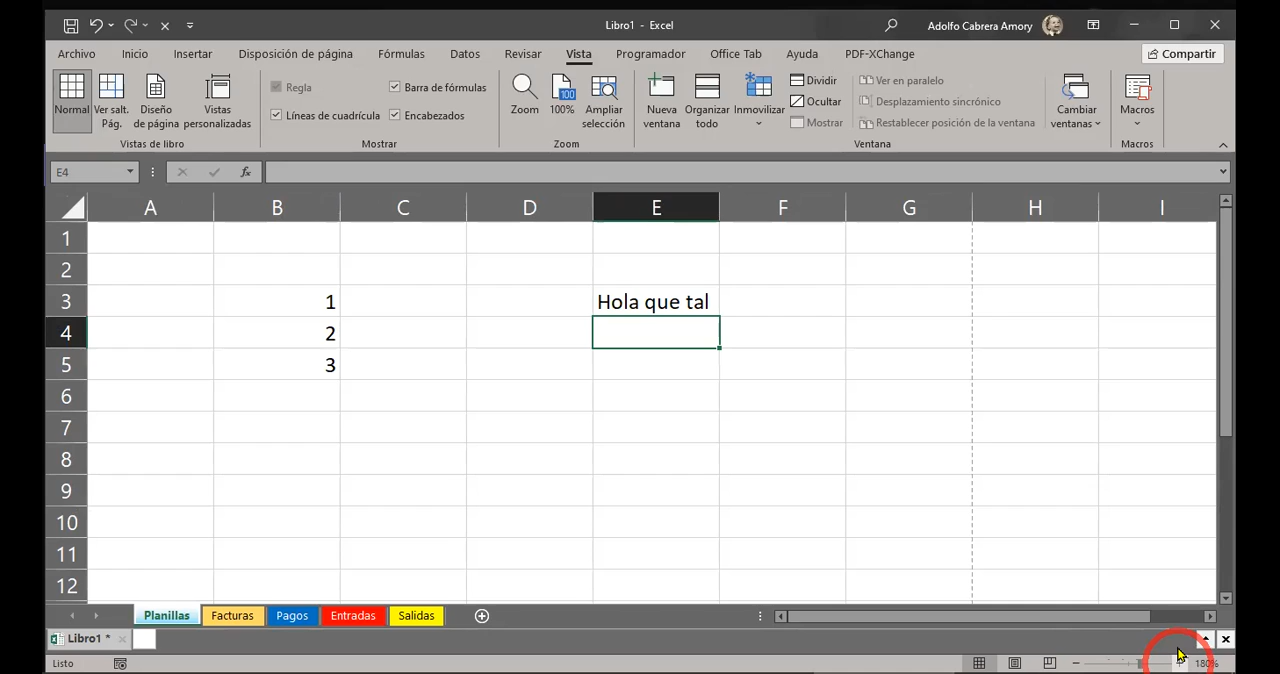 Libro1 - Excel
Adolfo Cabrera Amory
Archivo Inicio Insertar Disposición de página Fórmulas Datos Revisar Vista Programador Office Tab Ayuda PDF-XChange Compartir
Normal Ver salt. Pág. Diseño de página Vistas personalizadas
Vistas de libro
Regla Barra de fórmulas
Líneas de cuadrícula Encabezados
Mostrar
Zoom 100% Ampliar selección
100
Zoom
Nueva ventana Organizar todo Inmovilizar
Dividir
Ocultar
Mostrar
Ver en paralelo
Desplazamiento sincrónico
Restablecer posición de la ventana
Cambiar ventanas
Ventana
Macros
Macros
E4 fx
A B C D E F G H I
1
2
3 1 Hola que tal
4 2
5 3
6
7
8
9
10
11
12
Planillas Facturas Pagos Entradas Salidas
Libro1 *
Listo 180%